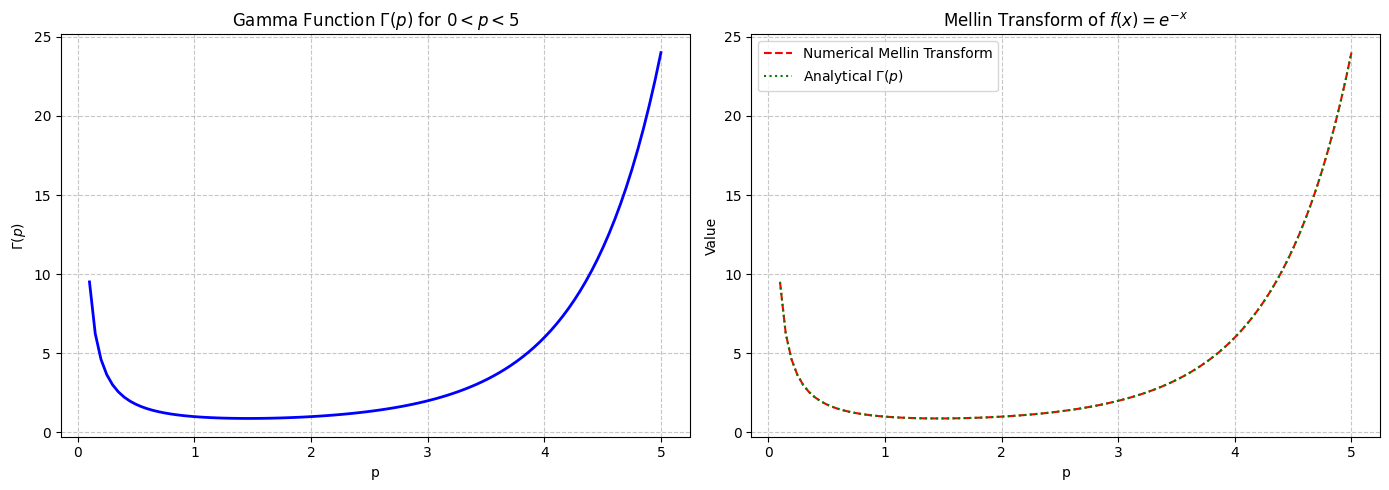 Gamma Function Γ(p) for 0 < p < 5
25
20
15
10
5
0
Γ(p)
0 1 2 3 4 5
p
Mellin Transform of f(x) = e^{-x}
Numerical Mellin Transform
Analytical Γ(p)
25
20
15
10
5
0
Value
0 1 2 3 4 5
p